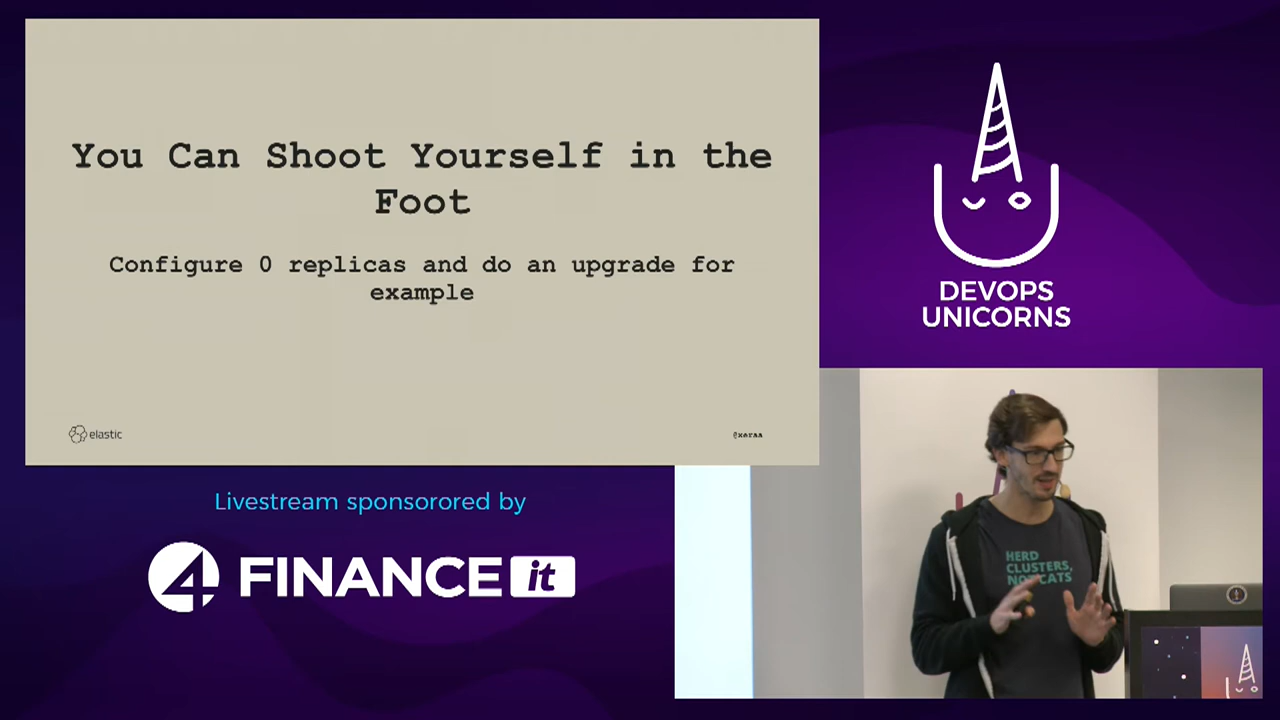 You Can Shoot Yourself in the
Foot
Configure 0 replicas and do an upgrade for
example
elastic
@xeraa
DEVOPS
UNICORNS
Livestream sponsorored by
4FINANCE it
HERD
CLUSTERS,
NOT CATS